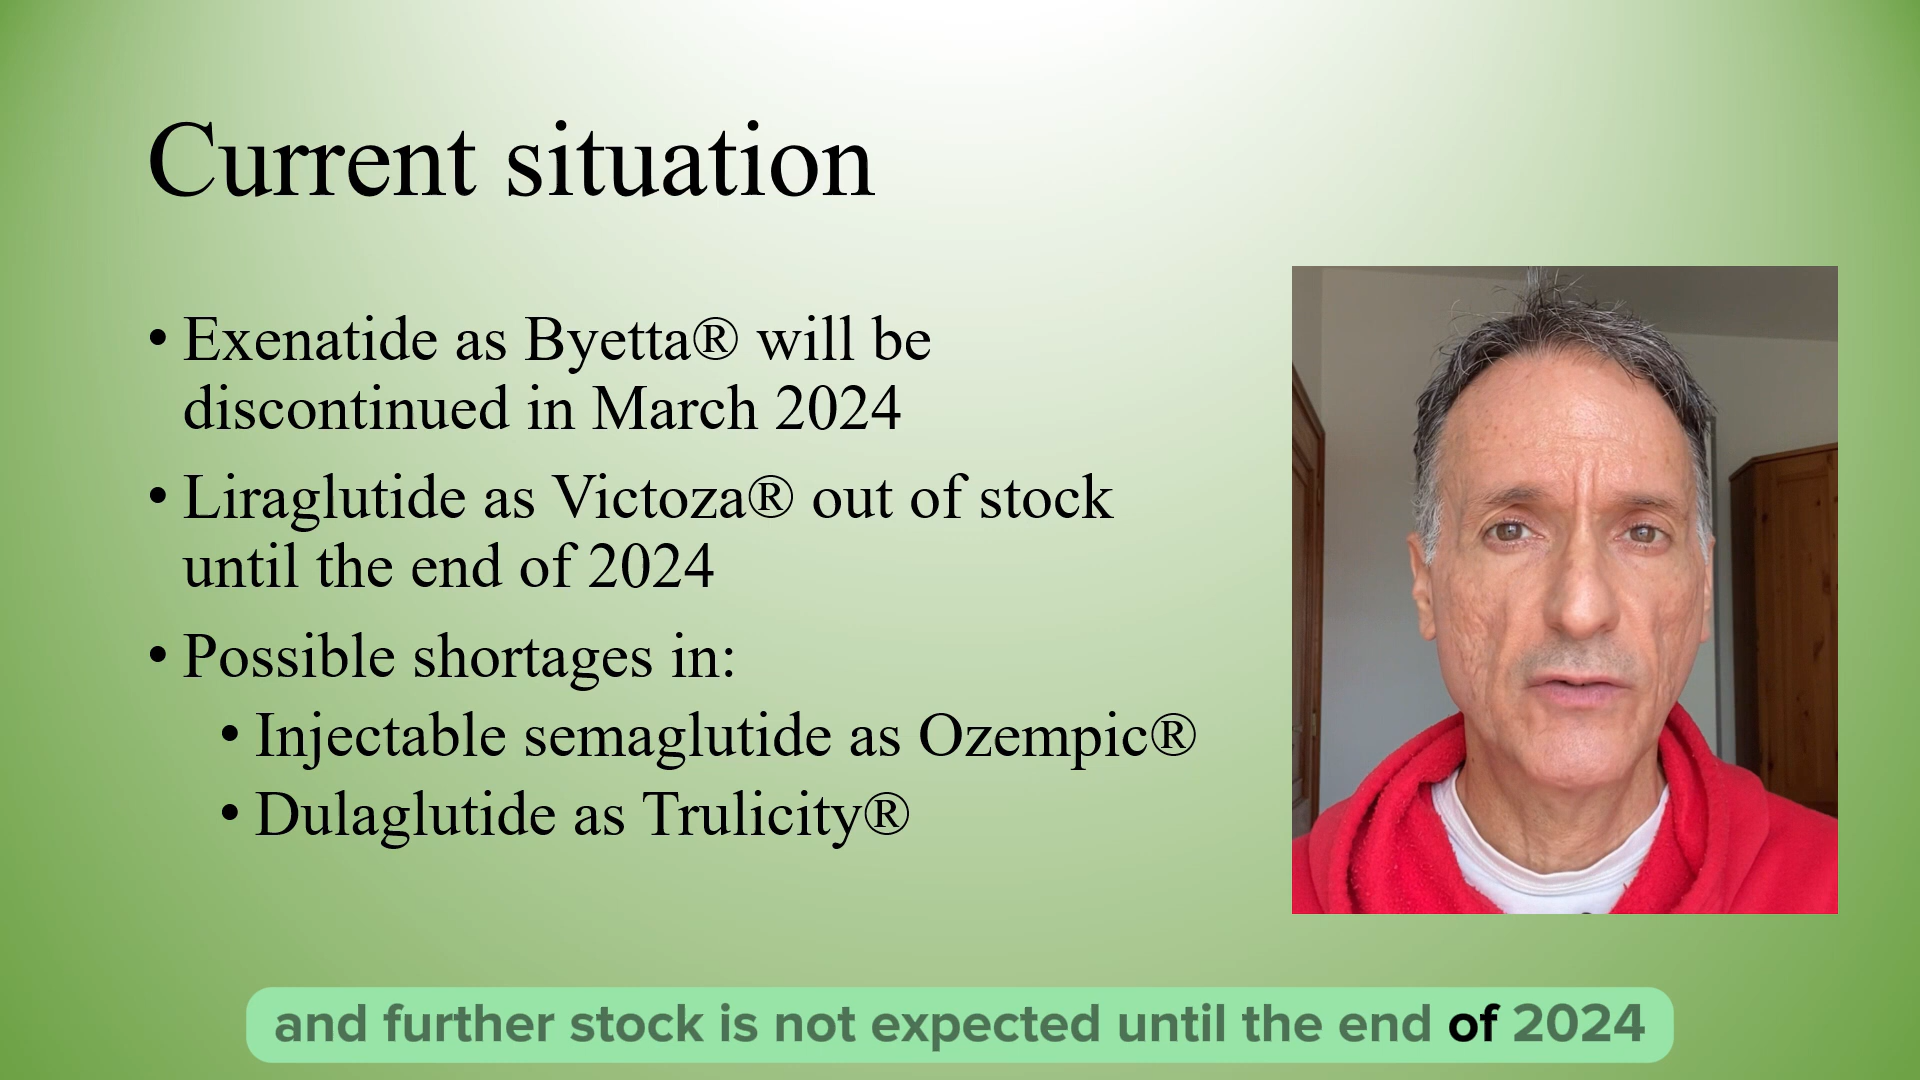 Current situation
• Exenatide as Byetta® will be
discontinued in March 2024
• Liraglutide as Victoza® out of stock
until the end of 2024
• Possible shortages in:
• Injectable semaglutide as Ozempic®
• Dulaglutide as Trulicity®
and further stock is not expected until the end of 2024